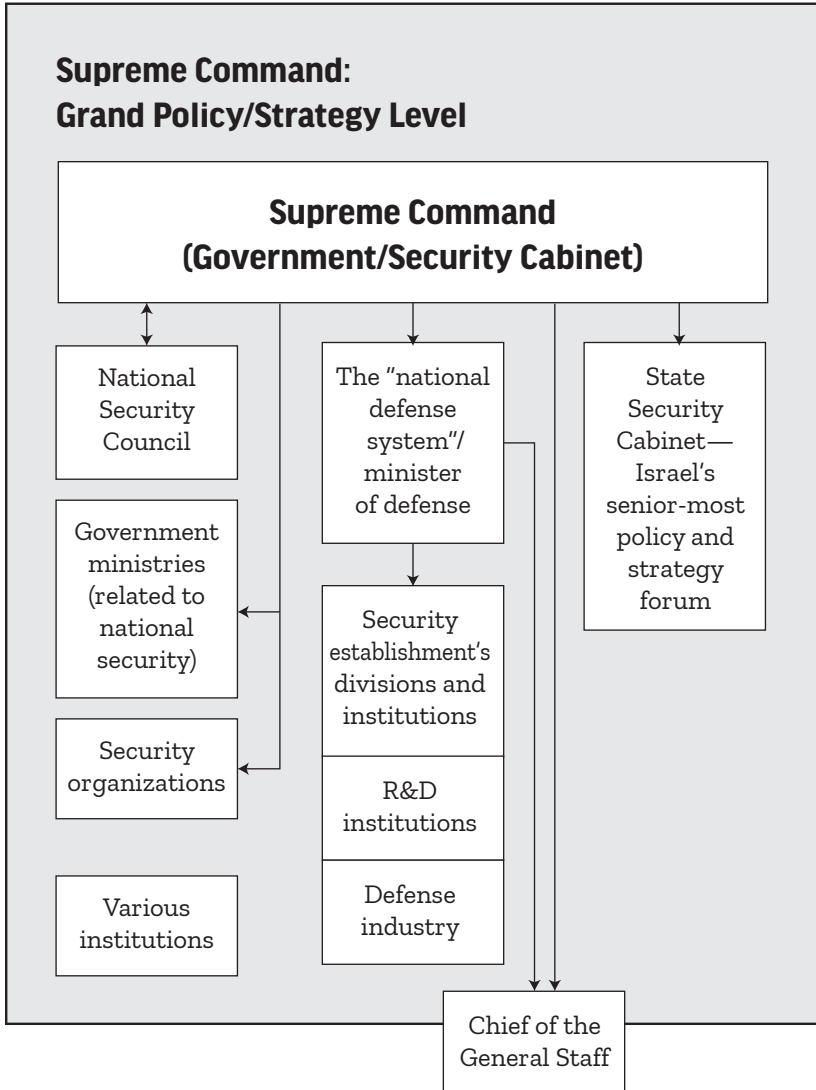 Supreme Command:
Grand Policy/Strategy Level
Supreme Command
(Government/Security Cabinet)
National
Security
Council
Government
ministries
(related to
national
security)
Security
organizations
Various
institutions
The "national
defense
system"/
minister
of defense
Security
establishment's
divisions and
institutions
R&D
institutions
Defense
industry
State
Security
Cabinet—
Israel's
senior-most
policy and
strategy
forum
Chief of the
General Staff